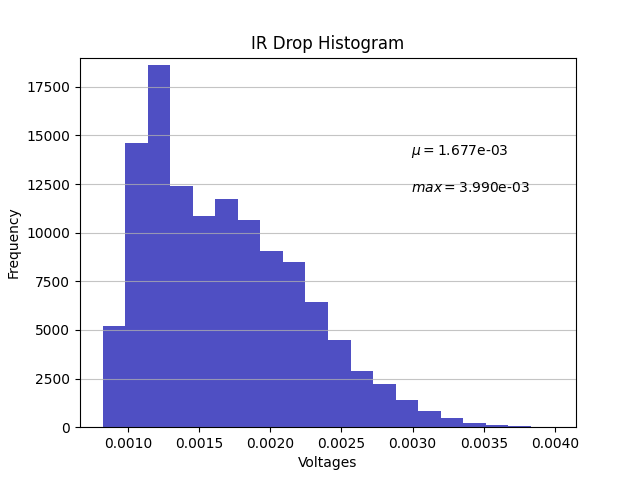 IR Drop Histogram
17500
15000
12500
10000
7500
5000
2500
0
Frequency
μ = 1.677e-03
max = 3.990e-03
0.0010 0.0015 0.0020 0.0025 0.0030 0.0035 0.0040
Voltages